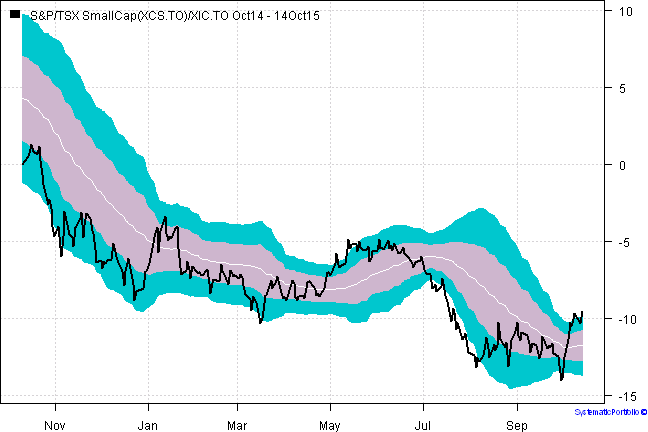 S&P/TSX SmallCap(XCS.TO)/XIC.TO Oct14 - 14Oct15
10
5
0
-5
-10
-15
Nov Jan Mar May Jul Sep
SystematicPortfolio ©